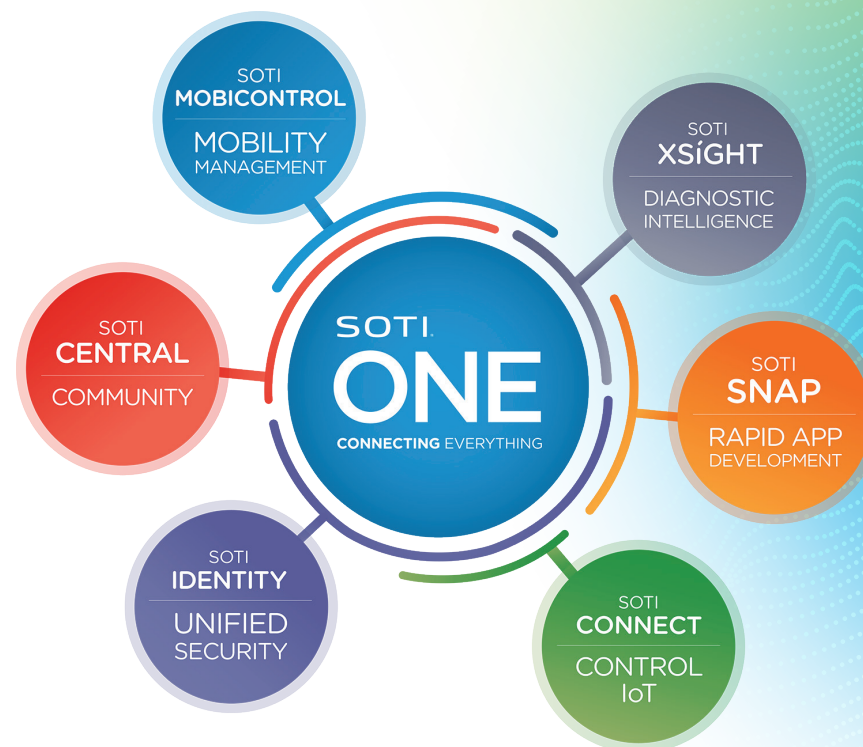 SOTI
MOBICONTROL
MOBILITY
MANAGEMENT
SOTI
XSiGHT
DIAGNOSTIC
INTELLIGENCE
SOTI
CENTRAL
COMMUNITY
SOTI.
ONE
CONNECTING EVERYTHING
SOTI
SNAP
RAPID APP
DEVELOPMENT
SOTI
IDENTITY
UNIFIED
SECURITY
SOTI
CONNECT
CONTROL
IoT